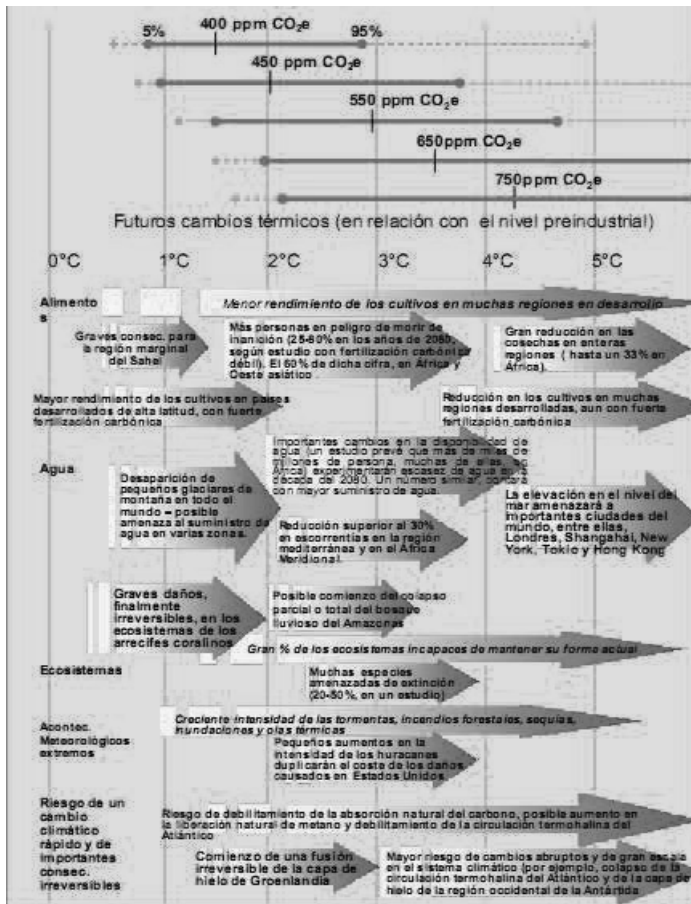 5%
400 ppm CO2e
95%
450 ppm CO2e
550 ppm CO2e
650ppm CO2e
750ppm CO2e
Futuros cambios térmicos (en relación con el nivel preindustrial)
0°C 1°C 2°C 3°C 4°C 5°C
Alimento
s
Menor rendimiento de los cultivos en muchas regiones en desarrollo
Graves consec. para
la región marginal
del Sahel
Más personas en peligro de morir de
inanición (25-60% en los años de 2080,
según estudio con fertilización carbónica
débil). El 60% de dicha cifra, en África y
Oeste asiático.
Gran reducción en las
cosechas en enteras
regiones ( hasta un 33% en
África).
Mayor rendimiento de los cultivos en países
desarrollados de alta latitud, con fuerte
fertilización carbónica
Reducción en los cultivos en muchas
regiones desarrolladas, aun con fuerte
fertilización carbónica
Agua
Desaparición de
pequeños glaciares de
montaña en todo el
mundo – posible
amenaza al suministro de
agua en varias zonas.
Importantes cambios en la disponibilidad de
agua (un estudio prevé que más de miles de
millones de persona, muchas de ellas, en
África) experimentarán escasez de agua en la
década del 2080. Un número similar, contará
con mayor suministro de agua.
Reducción superior al 30%
en escorrentías en la región
mediterránea y en el África
Meridional.
La elevación en el nivel del
mar amenazará a
importantes ciudades del
mundo, entre ellas,
Londres, Shangahai, New
York, Tokio y Hong Kong
Ecosistemas
Graves daños,
finalmente
irreversibles, en los
ecosistemas de los
arrecifes coralinos
Posible comienzo del colapso
parcial o total del bosque
lluvioso del Amazonas
Gran % de los ecosistemas incapaces de mantener su forma actual
Muchas especies
amenazadas de extinción
(20-50%, en un estudio)
Acontec.
Meteorológicos
extremos
Creciente intensidad de las tormentas, incendios forestales, sequias,
inundaciones y olas térmicas
Pequeños aumentos en la
intensidad de los huracanes
duplicarán el coste de los daños
causados en Estados Unidos.
Riesgo de un
cambio
climático
rápido y de
importantes
consec.
irreversibles
Riesgo de debilitamiento de la absorción natural del carbono, posible aumento en
la liberación natural de metano y debilitamiento de la circulación termohalina del
Atlántico
Comienzo de una fusión
irreversible de la capa de
hielo de Groenlandia
Mayor riesgo de cambios abruptos y de gran escala
en el sistema climático (por ejemplo, colapso de la
circulación termohalina del Atlántico y de la capa de
hielo de la región occidental de la Antártida